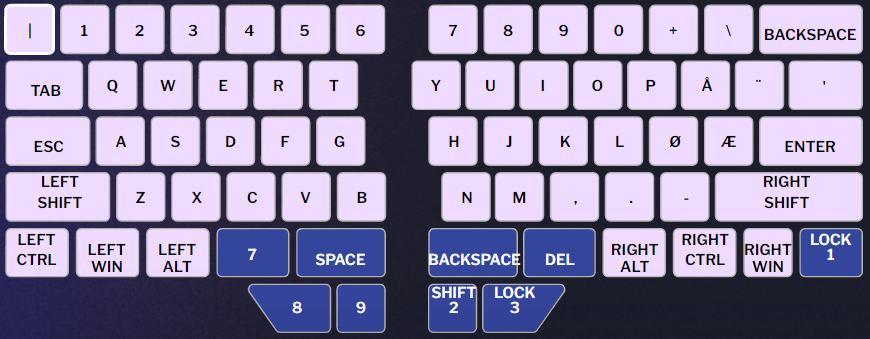 | 1 2 3 4 5 6 7 8 9 0 + \ BACKSPACE
TAB Q W E R T Y U I O P Å ¨ '
ESC A S D F G H J K L Ø Æ ENTER
LEFT SHIFT Z X C V B N M , . - RIGHT SHIFT
LEFT CTRL LEFT WIN LEFT ALT 7 SPACE BACKSPACE DEL RIGHT ALT RIGHT CTRL RIGHT WIN LOCK 1
8 9 SHIFT 2 LOCK 3